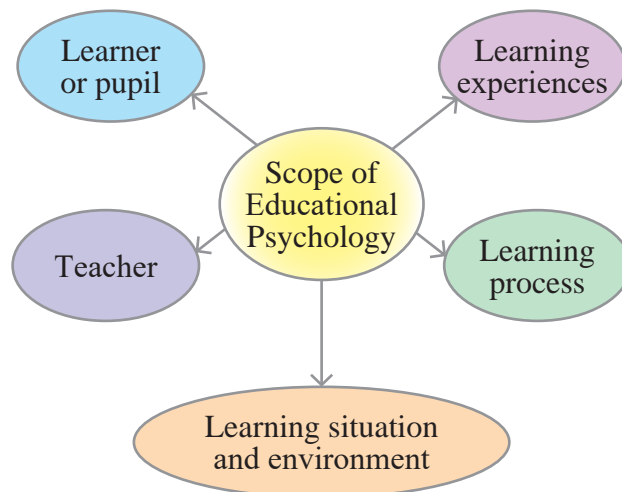 Learner
or pupil
Learning
experiences
Scope of
Educational
Psychology
Teacher
Learning
process
Learning situation
and environment